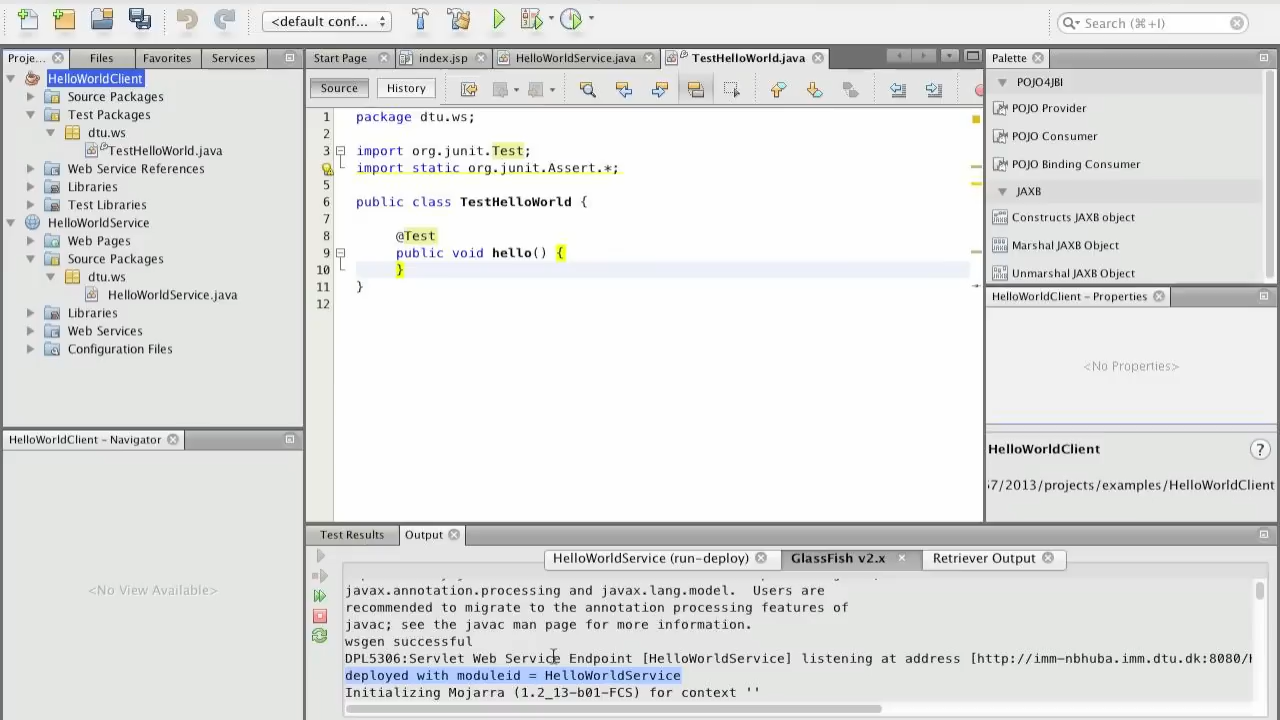 <default conf...
Search (⌘+I)
Proje...
Files
Favorites
Services
HelloWorldClient
Source Packages
Test Packages
dtu.ws
TestHelloWorld.java
Web Service References
Libraries
Test Libraries
HelloWorldService
Web Pages
Source Packages
dtu.ws
HelloWorldService.java
Libraries
Web Services
Configuration Files
HelloWorldClient - Navigator
<No View Available>
Start Page
index.jsp
HelloWorldService.java
TestHelloWorld.java
Source
History
1 package dtu.ws;
2
3 import org.junit.Test;
import static org.junit.Assert.*;
5
6 public class TestHelloWorld {
7
8 @Test
9 public void hello() {
10 }
11 }
12
Palette
POJO4JBI
POJO Provider
POJO Consumer
POJO Binding Consumer
JAXB
Constructs JAXB object
Marshal JAXB Object
Unmarshal JAXB Object
HelloWorldClient - Properties
<No Properties>
HelloWorldClient
?
57/2013/projects/examples/HelloWorldClient
Test Results
Output
HelloWorldService (run-deploy)
GlassFish v2.x
Retriever Output
javax.annotation.processing and javax.lang.model. Users are
recommended to migrate to the annotation processing features of
javac; see the javac man page for more information.
wsgen successful
DPL5306:Servlet Web Service Endpoint [HelloWorldService] listening at address [http://imm-nbhuba.imm.dtu.dk:8080/
deployed with moduleid = HelloWorldService
Initializing Mojarra (1.2_13-b01-FCS) for context ''